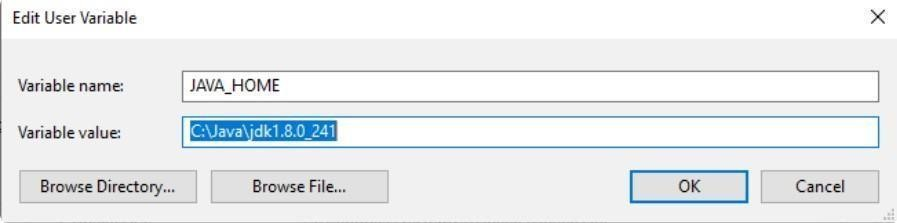 Edit User Variable
Variable name: JAVA_HOME
Variable value: C:\Java\jdk1.8.0_241
Browse Directory... Browse File... OK Cancel